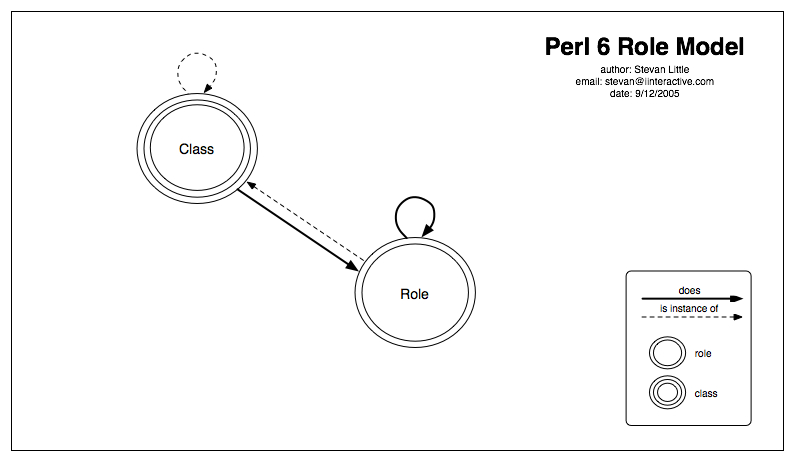 Perl 6 Role Model
author: Stevan Little
email: stevan@iinteractive.com
date: 9/12/2005
Class
Role
does
is instance of
role
class